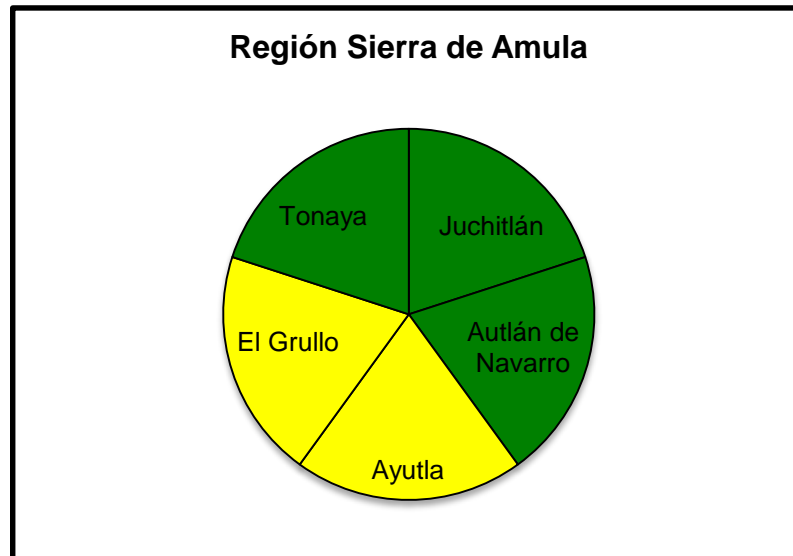 Región Sierra de Amula
Tonaya
Juchitlán
El Grullo
Autlán de
Navarro
Ayutla